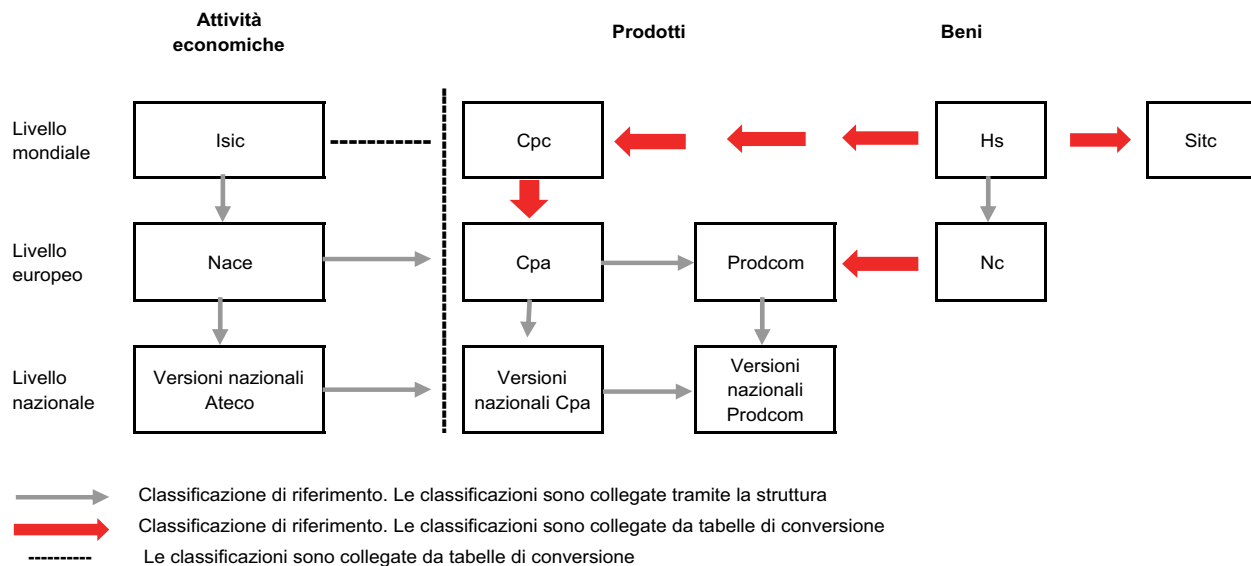 Attività
economiche
Prodotti
Beni
Livello
mondiale
Isic
Cpc
Hs
Sitc
Livello
europeo
Nace
Cpa
Prodcom
Nc
Livello
nazionale
Versioni nazionali
Ateco
Versioni
nazionali Cpa
Versioni
nazionali
Prodcom
Classificazione di riferimento. Le classificazioni sono collegate tramite la struttura
Classificazione di riferimento. Le classificazioni sono collegate da tabelle di conversione
Le classificazioni sono collegate da tabelle di conversione